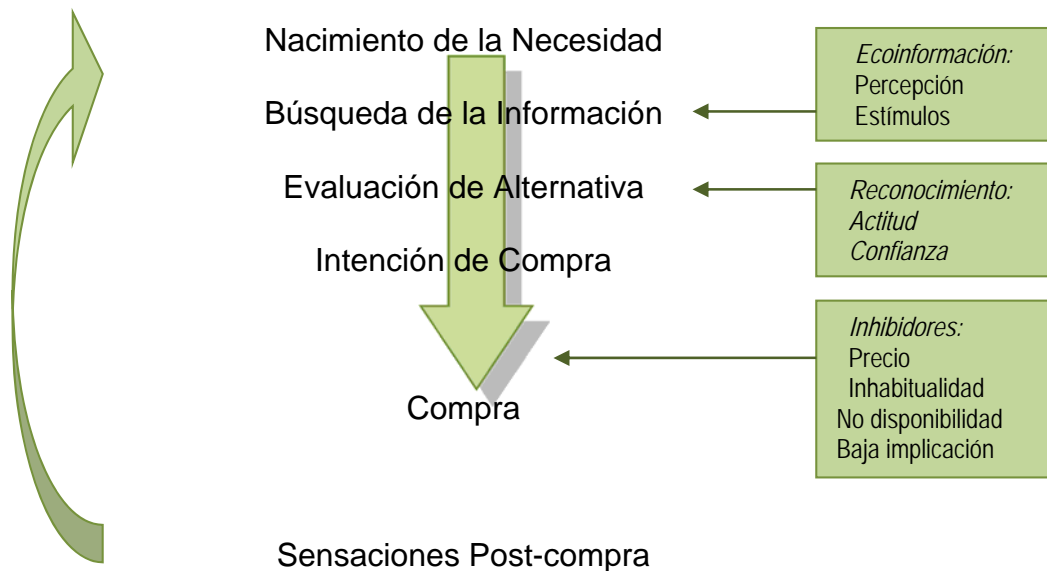 Nacimiento de la Necesidad
Búsqueda de la Información
Evaluación de Alternativa
Intención de Compra
Compra
Sensaciones Post-compra
Ecoinformación:
Percepción
Estímulos
Reconocimiento:
Actitud
Confianza
Inhibidores:
Precio
Inhabitualidad
No disponibilidad
Baja implicación